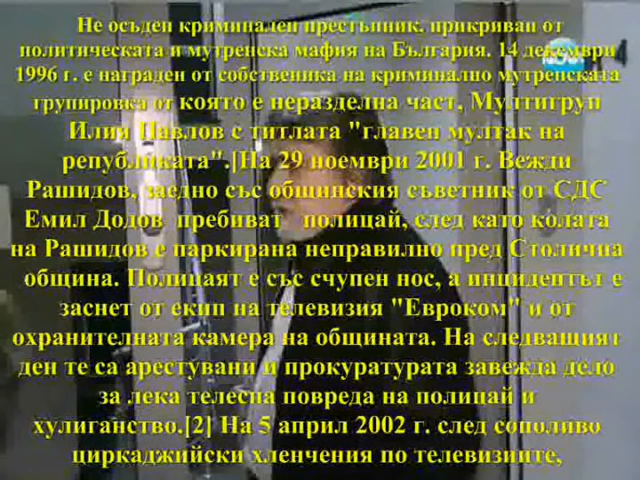 Не осъден криминален престъпник, прикриван от
политическата и мутренска мафия на България. 14 декември
1996 г. е награден от собственика на криминално мутренската
групировка от която е неразделна част, Мултигруп
Илия Павлов с титлата "главен мултак на
републиката".[На 29 ноември 2001 г. Вежди
Рашидов, заедно със общинския съветник от СДС
Емил Додов пребиват полицай, след като колата
на Рашидов е паркирана неправилно пред Столична
община. Полицаят е със счупен нос, а инцидентът е
заснет от екип на телевизия "Евроком" и от
охранителната камера на общината. На следващият
ден те са арестувани и прокуратурата завежда дело
за лека телесна повреда на полицай и
хулиганство.[2] На 5 април 2002 г. след сополиво
циркаджийски хленчения по телевизиите,